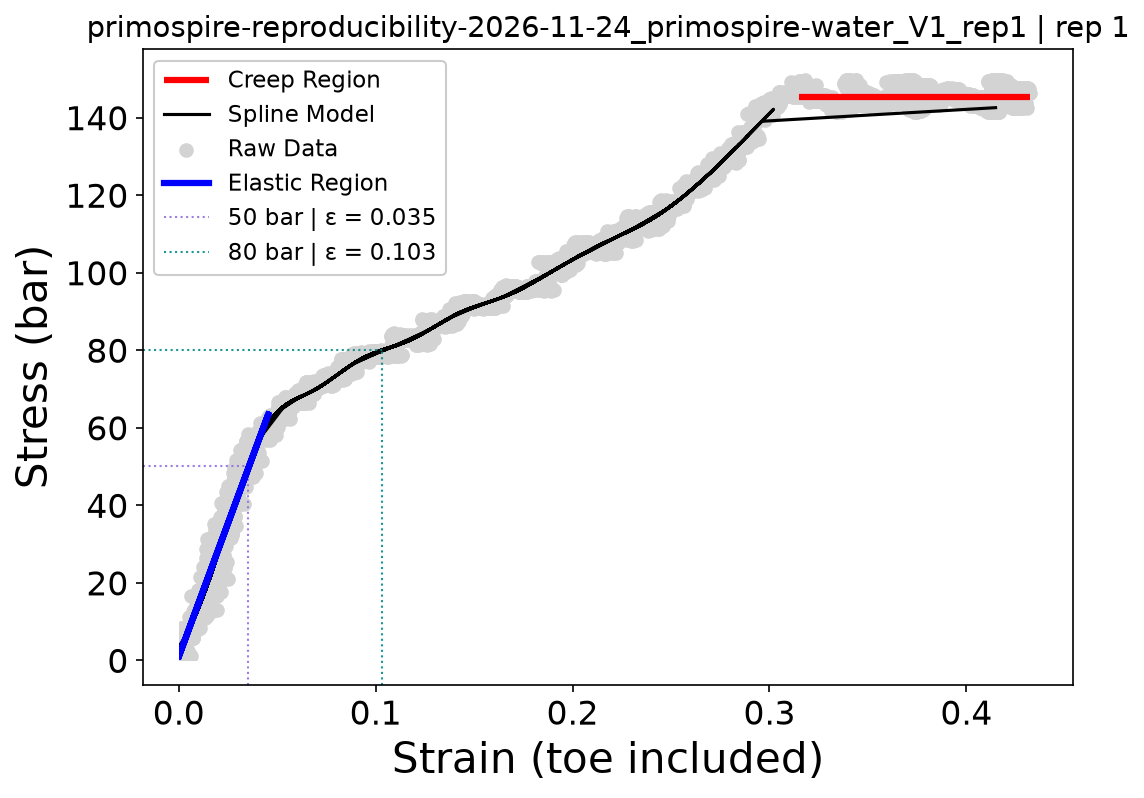 primospire-reproducibility-2026-11-24_primospire-water_V1_rep1 | rep 1
Creep Region
Spline Model
Raw Data
Elastic Region
50 bar | ε = 0.035
80 bar | ε = 0.103
Stress (bar)
140
120
100
80
60
40
20
0
0.0 0.1 0.2 0.3 0.4
Strain (toe included)